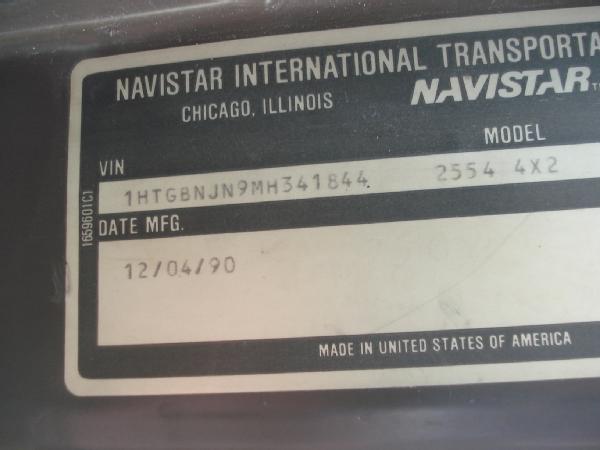 NAVISTAR INTERNATIONAL TRANSPORTA
CHICAGO, ILLINOIS
NAVISTAR™
MODEL
VIN
1HTGBNJN9MH341844 2554 4X2
DATE MFG.
12/04/90
MADE IN UNITED STATES OF AMERICA
1659601C1